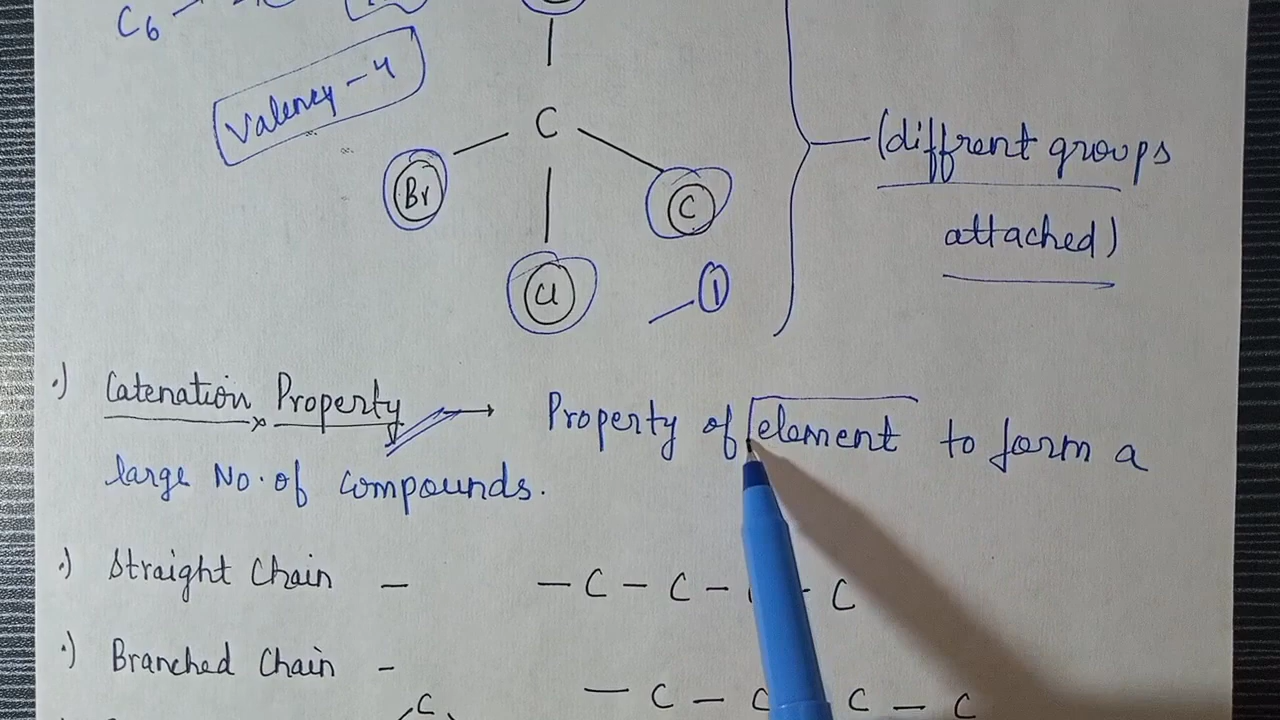 C6
Valency - 4
C
Br
C
Cl
I
(diffrent groups
attached)
.) Catenation Property → Property of element to form a
large No. of compounds.
.) Straight Chain - - C - C - - C
.) Branched Chain - - C - C C - C
C